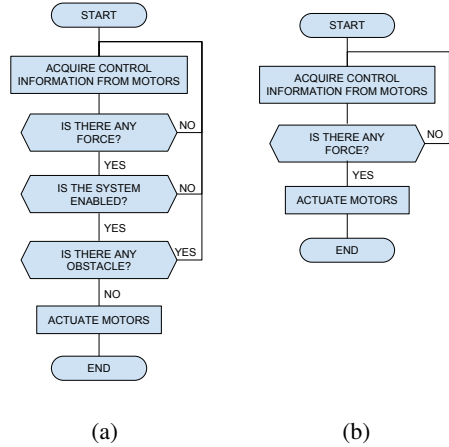 START
ACQUIRE CONTROL
INFORMATION FROM MOTORS
IS THERE ANY
FORCE?
NO
YES
IS THE SYSTEM
ENABLED?
NO
YES
IS THERE ANY
OBSTACLE?
YES
NO
ACTUATE MOTORS
END
(a)
START
ACQUIRE CONTROL
INFORMATION FROM MOTORS
IS THERE ANY
FORCE?
NO
YES
ACTUATE MOTORS
END
(b)